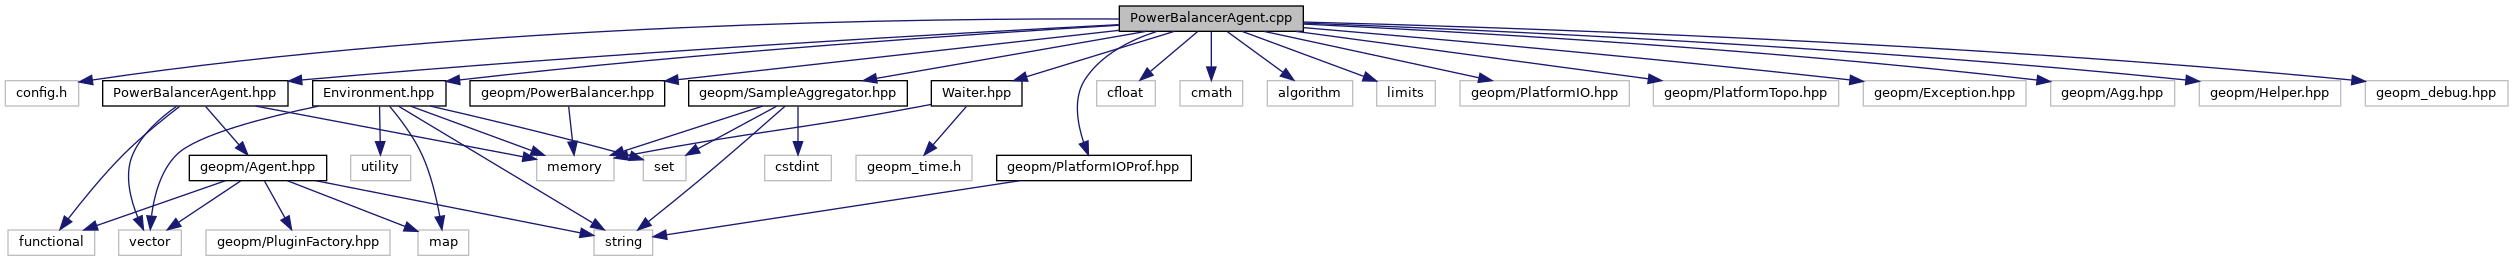 PowerBalancerAgent.cpp
config.h
PowerBalancerAgent.hpp
Environment.hpp
geopm/PowerBalancer.hpp
geopm/SampleAggregator.hpp
Waiter.hpp
cfloat
cmath
algorithm
limits
geopm/PlatformIO.hpp
geopm/PlatformTopo.hpp
geopm/Exception.hpp
geopm/Agg.hpp
geopm/Helper.hpp
geopm_debug.hpp
geopm/Agent.hpp
utility
memory
set
cstdint
geopm_time.h
geopm/PlatformIOProf.hpp
functional
vector
geopm/PluginFactory.hpp
map
string